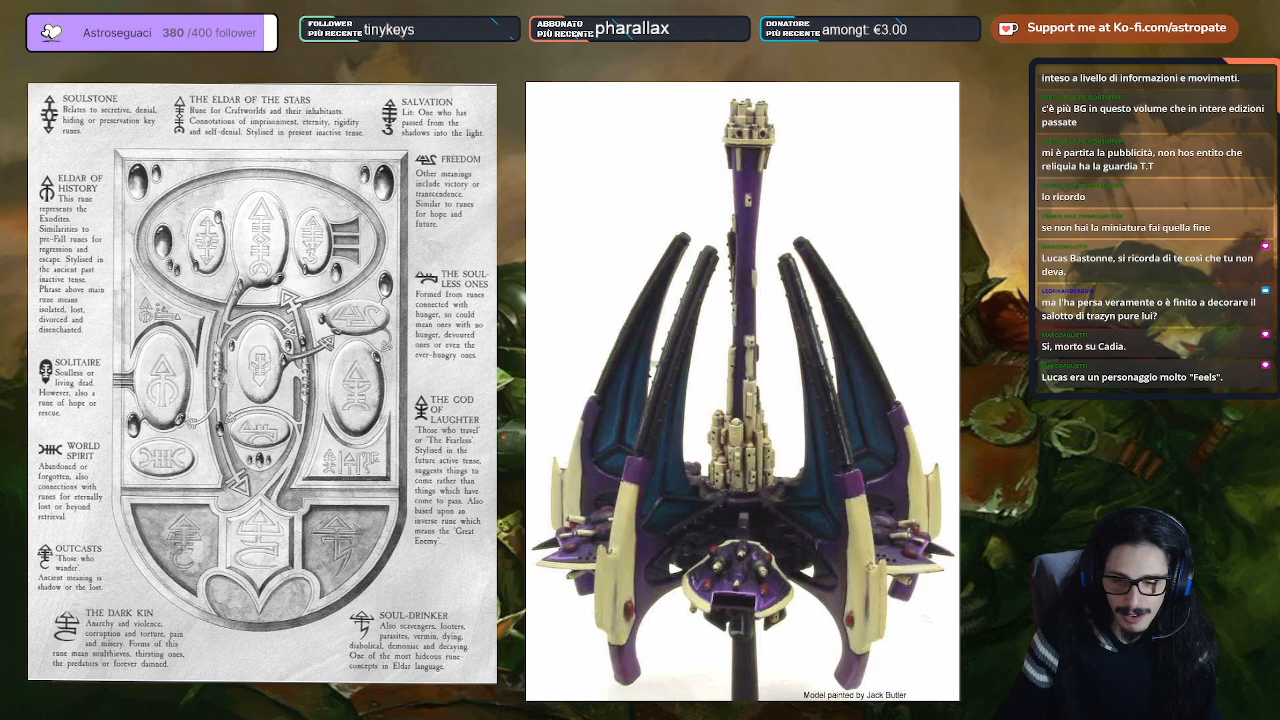 Astroseguaci 380 /400 follower
FOLLOWER
PIÙ RECENTE tinykeys
ABBONATO
PIÙ RECENTE pharallax
DONATORE
PIÙ RECENTE amongt: €3.00
Support me at Ko-fi.com/astropate
SOULSTONE
Relates to secretive, denial,
hiding or preservation key
runes.
THE ELDAR OF THE STARS
Rune for Craftworlds and their inhabitants.
Connotations of imprisonment, eternity, rigidity
and self-denial. Stylised in present inactive tense.
SALVATION
Lit: One who has
passed from the
shadows into the light.
ELDAR OF
HISTORY
This rune
represents the
Exodites.
Similarities to
pre-Fall runes for
regression and
escape. Stylised in
the ancient past
inactive tense.
Phrase above main
rune means
isolated, lost,
divorced and
disenchanted.
SOLITAIRE
Soulless or
living dead.
However, also a
rune of hope or
rescue.
WORLD
SPIRIT
Abandoned or
forgotten, also
connections with
runes for eternally
lost or beyond
retrieval.
OUTCASTS
'Those who
wander'.
Ancient meaning is
shadow or the lost.
THE DARK KIN
Anarchy and violence,
corruption and torture, pain
and misery. Forms of this
rune mean soulthieves, thirsting ones,
the predators or forever damned.
FREEDOM
Other meanings
include victory or
transcendence.
Similar to runes
for hope and
future.
THE SOUL-
LESS ONES
Formed from runes
connected with
hunger, so could
mean ones with no
hunger, devoured
ones or even the
ever-hungry ones.
THE GOD
OF
LAUGHTER
'Those who travel'
or 'The Fearless'.
Stylised in the
future active tense,
suggests things to
come rather than
things which have
come to pass. Also
based upon an
inverse rune which
means the 'Great
Enemy'.
SOUL-DRINKER
Also scavengers, looters,
parasites, vermin, dying,
diabolical, demoniac and decaying.
One of the most hideous rune
concepts in Eldar language.
Model painted by Jack Butler
inteso a livello di informazioni e movimenti.
c'è più BG in questo volume che in intere edizioni
passate
mi è partita la pubblicità, non hos entito che
reliquia ha la guardia T.T
lo ricordo
se non hai la miniatura fai quella fine
Lucas Bastonne, si ricorda di te così che tu non
deva.
ma l'ha persa veramente o è finito a decorare il
salotto di trazyn pure lui?
Si, morto su Cadia.
Lucas era un personaggio molto "Feels".